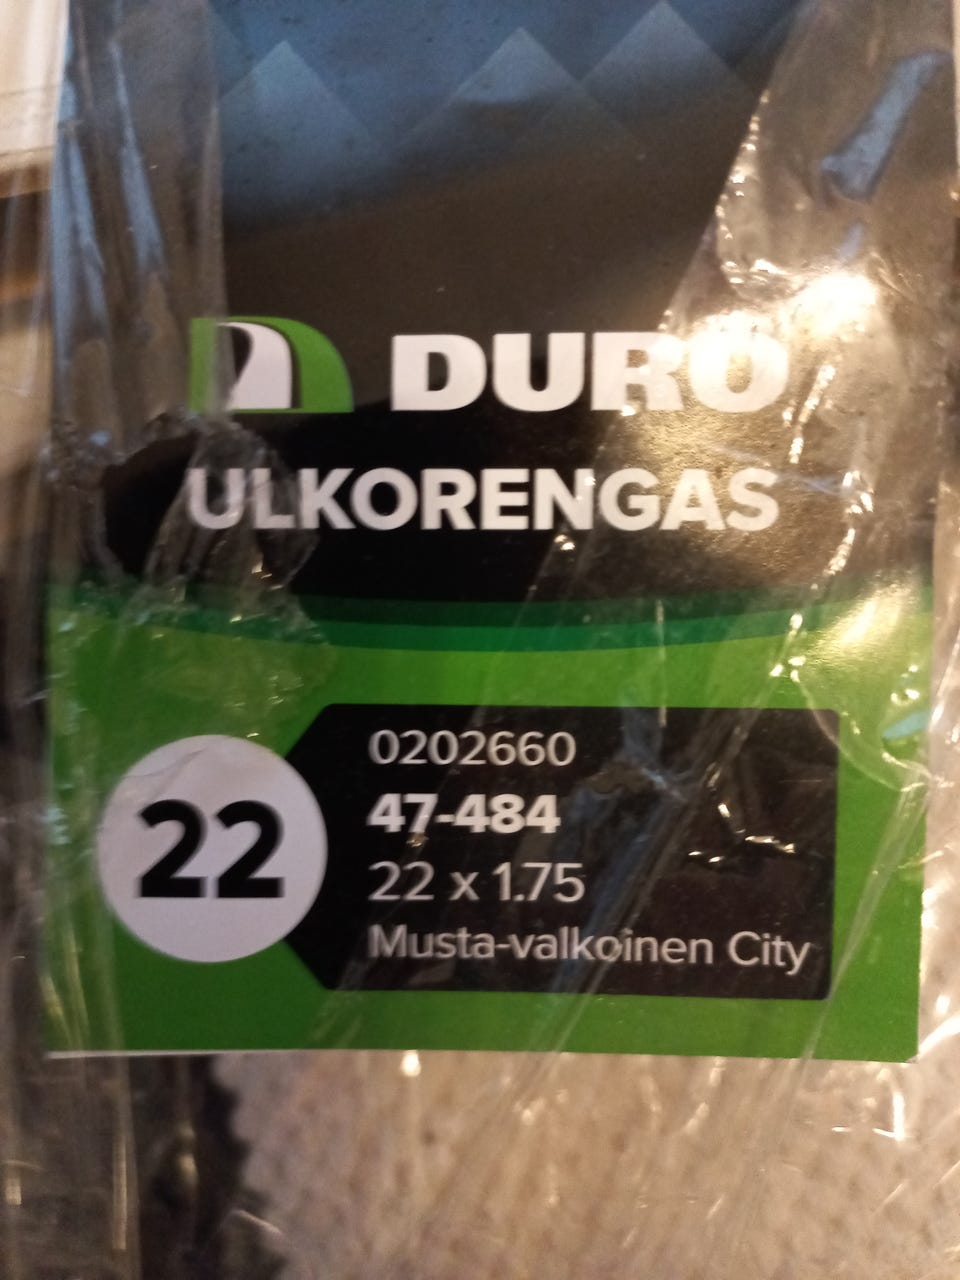 DURO
ULKORENGAS
22
0202660
47-484
22 x 1.75
Musta-valkoinen City